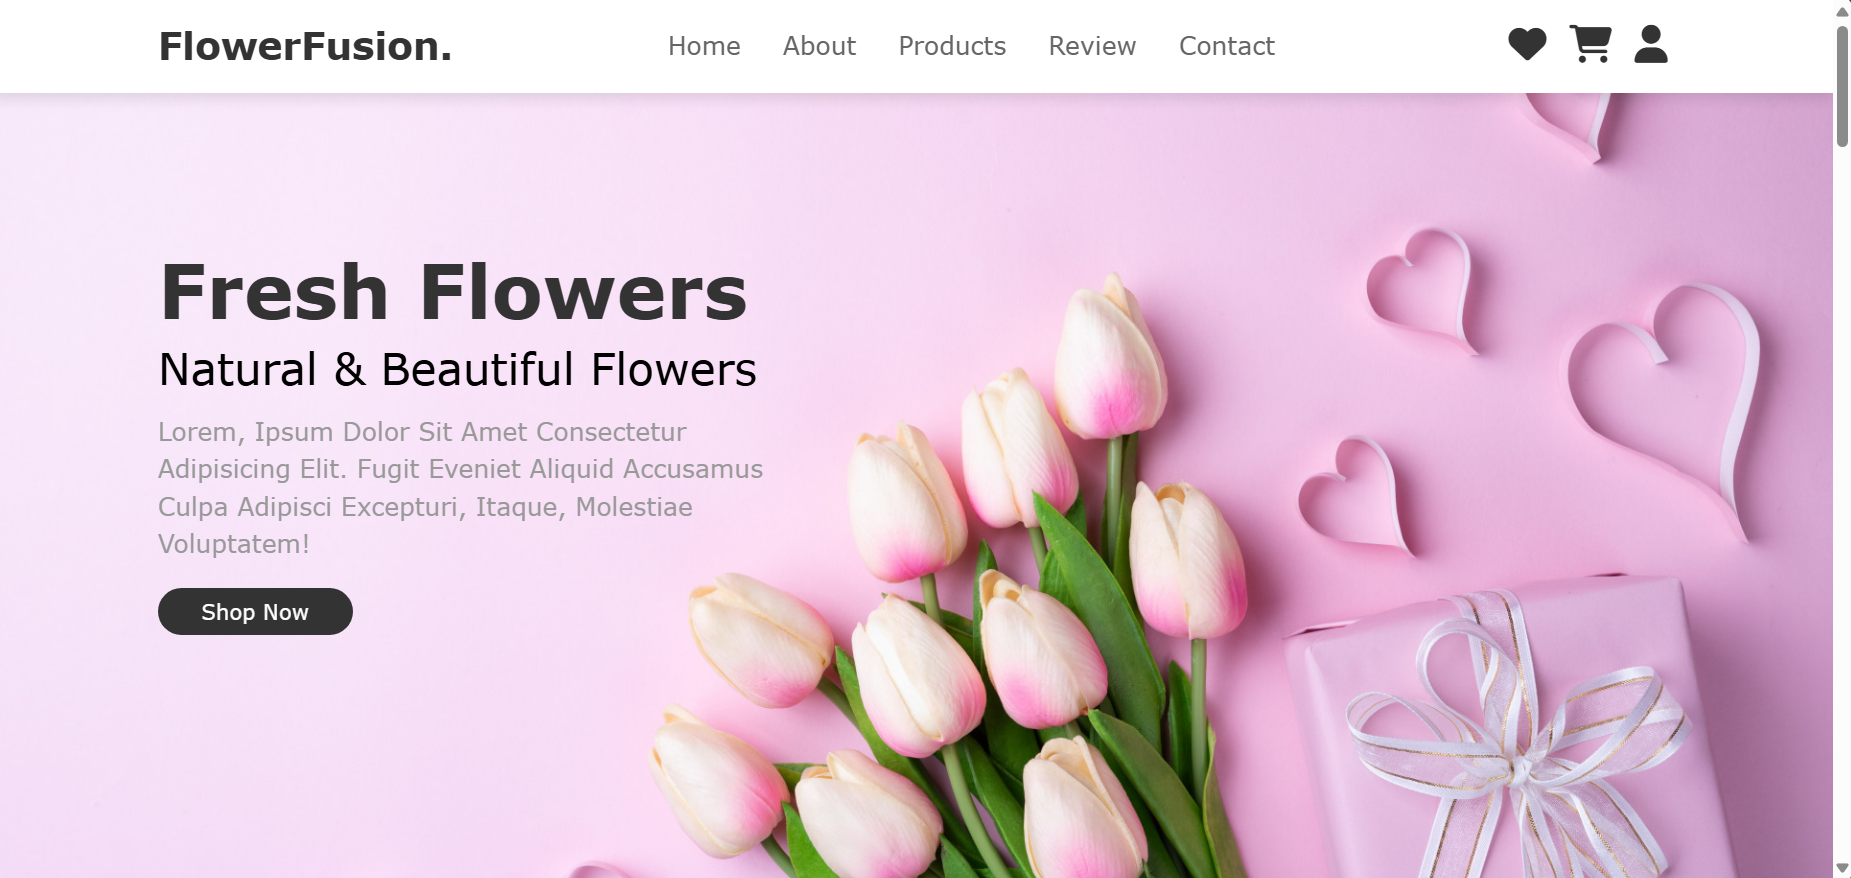 FlowerFusion.
Home About Products Review Contact
Fresh Flowers
Natural & Beautiful Flowers
Lorem, Ipsum Dolor Sit Amet Consectetur
Adipisicing Elit. Fugit Eveniet Aliquid Accusamus
Culpa Adipisci Excepturi, Itaque, Molestiae
Voluptatem!
Shop Now